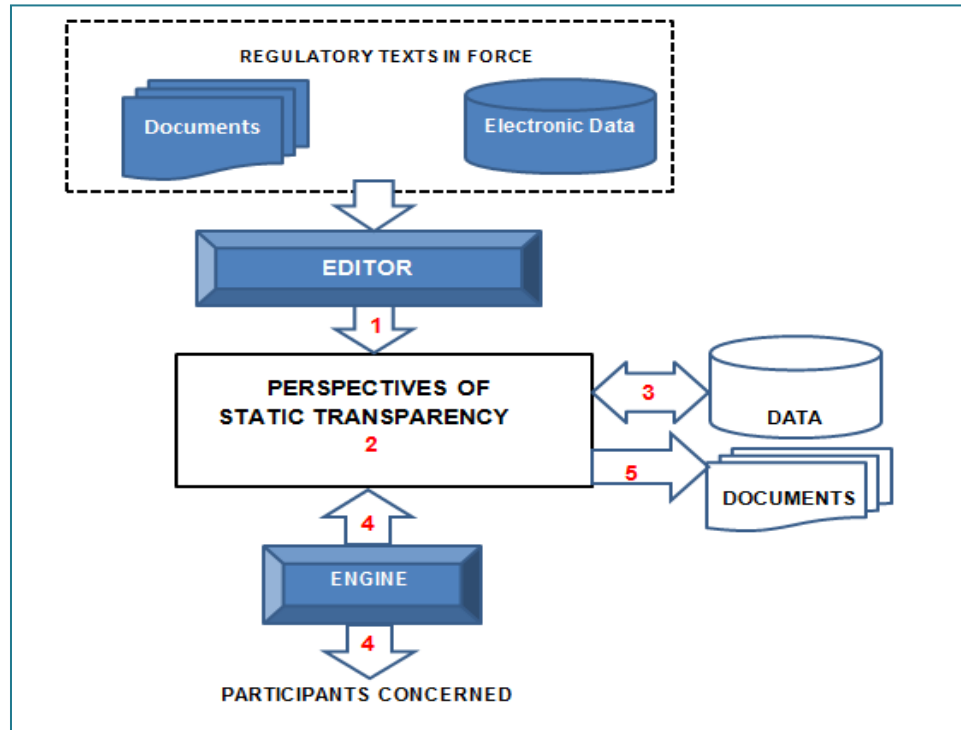 REGULATORY TEXTS IN FORCE
Documents
Electronic Data
EDITOR
1
PERSPECTIVES OF
STATIC TRANSPARENCY
2
3
DATA
5
DOCUMENTS
4
ENGINE
4
PARTICIPANTS CONCERNED